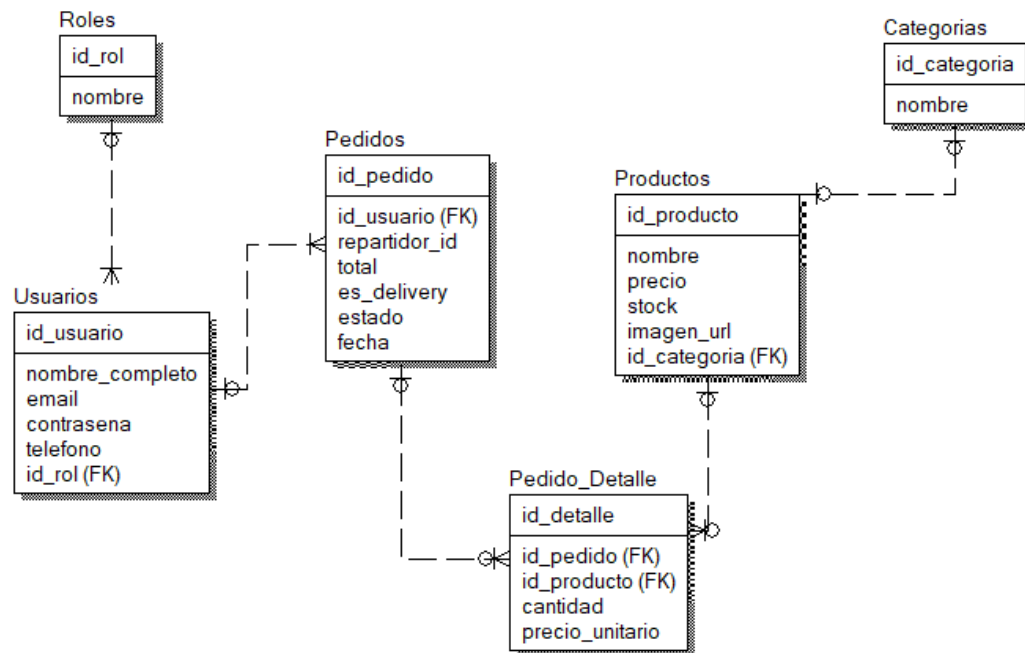 Roles
id_rol
nombre
Categorias
id_categoria
nombre
Pedidos
id_pedido
id_usuario (FK)
repartidor_id
total
es_delivery
estado
fecha
Productos
id_producto
nombre
precio
stock
imagen_url
id_categoria (FK)
Usuarios
id_usuario
nombre_completo
email
contrasena
telefono
id_rol (FK)
Pedido_Detalle
id_detalle
id_pedido (FK)
id_producto (FK)
cantidad
precio_unitario